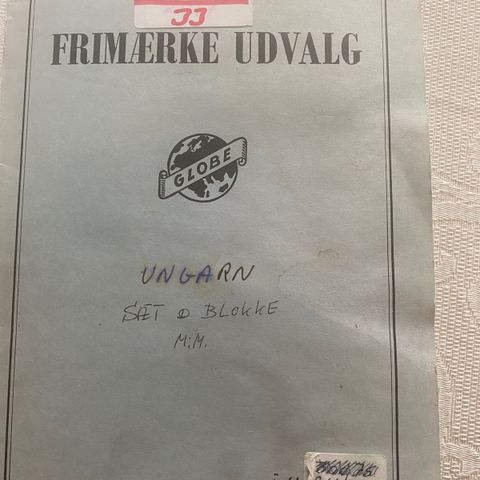 JJ
FRIMÆRKE UDVALG
GLOBE
UNGARN
SÆT & BLOKKE
M.M.